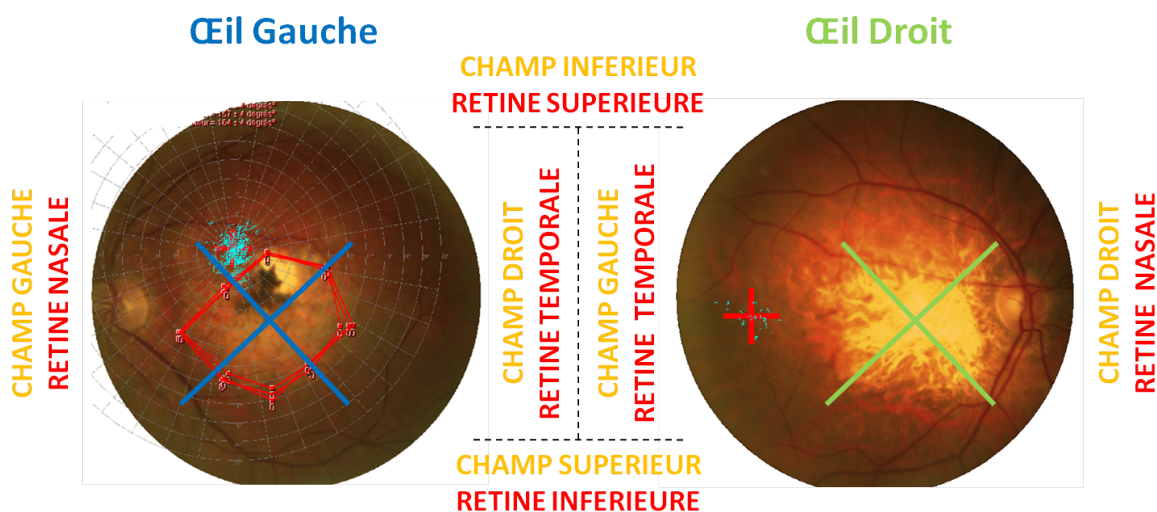 Œil Gauche
Œil Droit
CHAMP INFERIEUR
RETINE SUPERIEURE
CHAMP GAUCHE
RETINE NASALE
CHAMP DROIT
RETINE TEMPORALE
CHAMP GAUCHE
RETINE TEMPORALE
CHAMP DROIT
RETINE NASALE
CHAMP SUPERIEUR
RETINE INFERIEURE